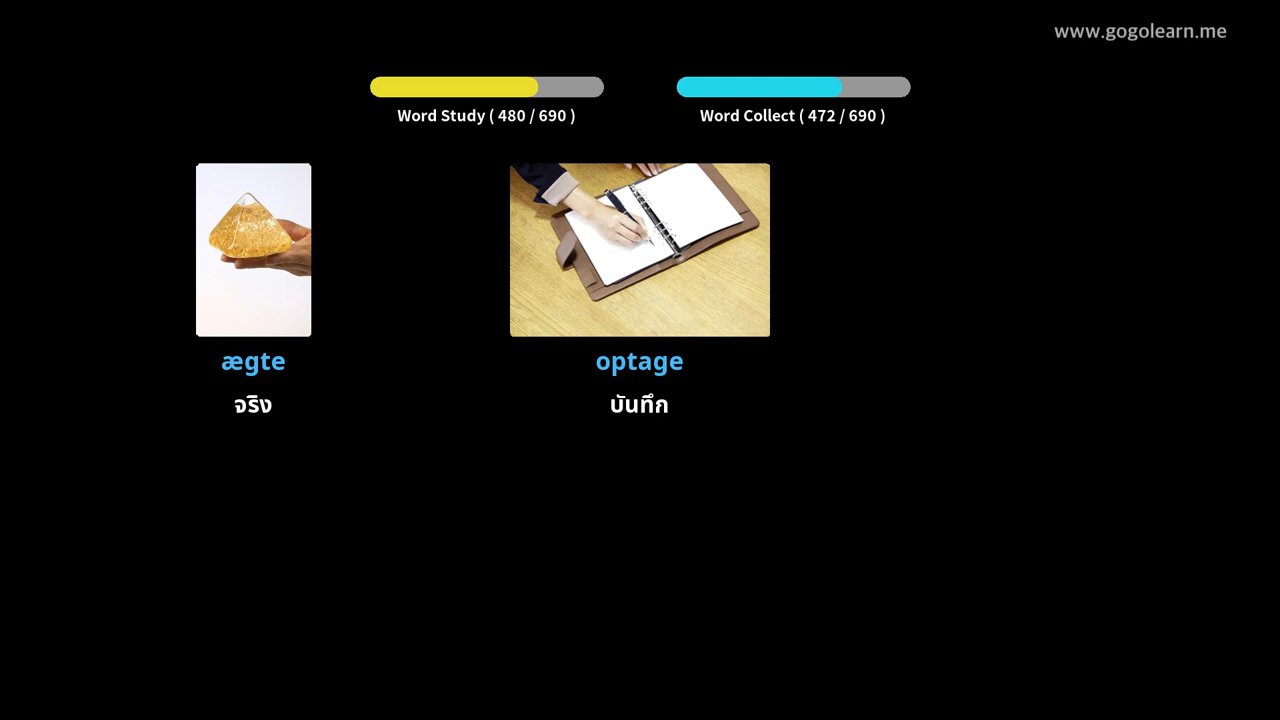 www.gogolearn.me
Word Study ( 480 / 690 )
Word Collect ( 472 / 690 )
ægte
optage
จริง
บันทึก